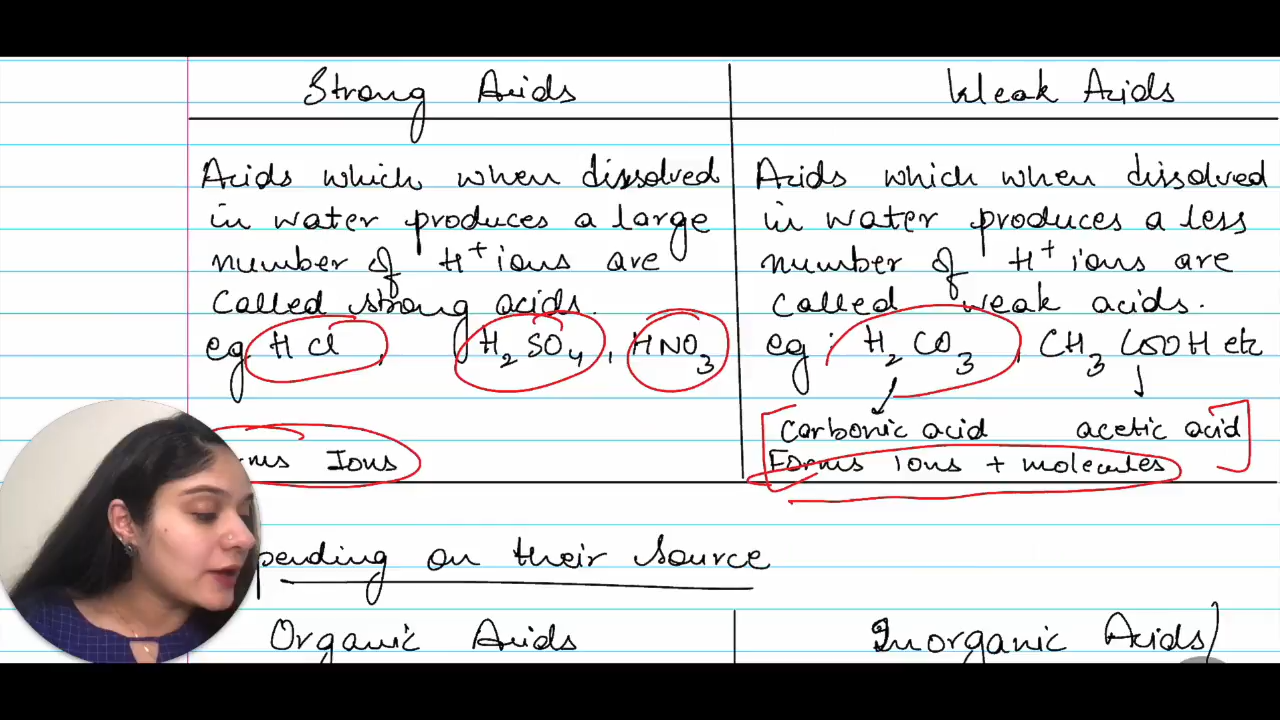 Strong Acids
Weak Acids
Acids which when dissolved
in water produces a large
number of H⁺ ions are
called strong acids.
eg. HCl, H₂SO₄, HNO₃
Ions
Acids which when dissolved
in water produces a less
number of H⁺ ions are
called weak acids.
eg : H₂CO₃, CH₃COOH etc
Carbonic acid acetic acid
Forms ions + molecules
on their source
Organic Acids
Inorganic Acids